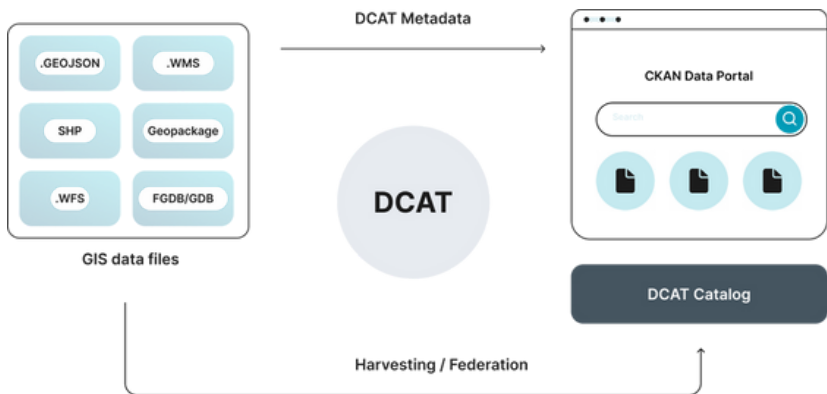 DCAT Metadata
.GEOJSON
.WMS
SHP
Geopackage
.WFS
FGDB/GDB
GIS data files
DCAT
CKAN Data Portal
Search
DCAT Catalog
Harvesting / Federation